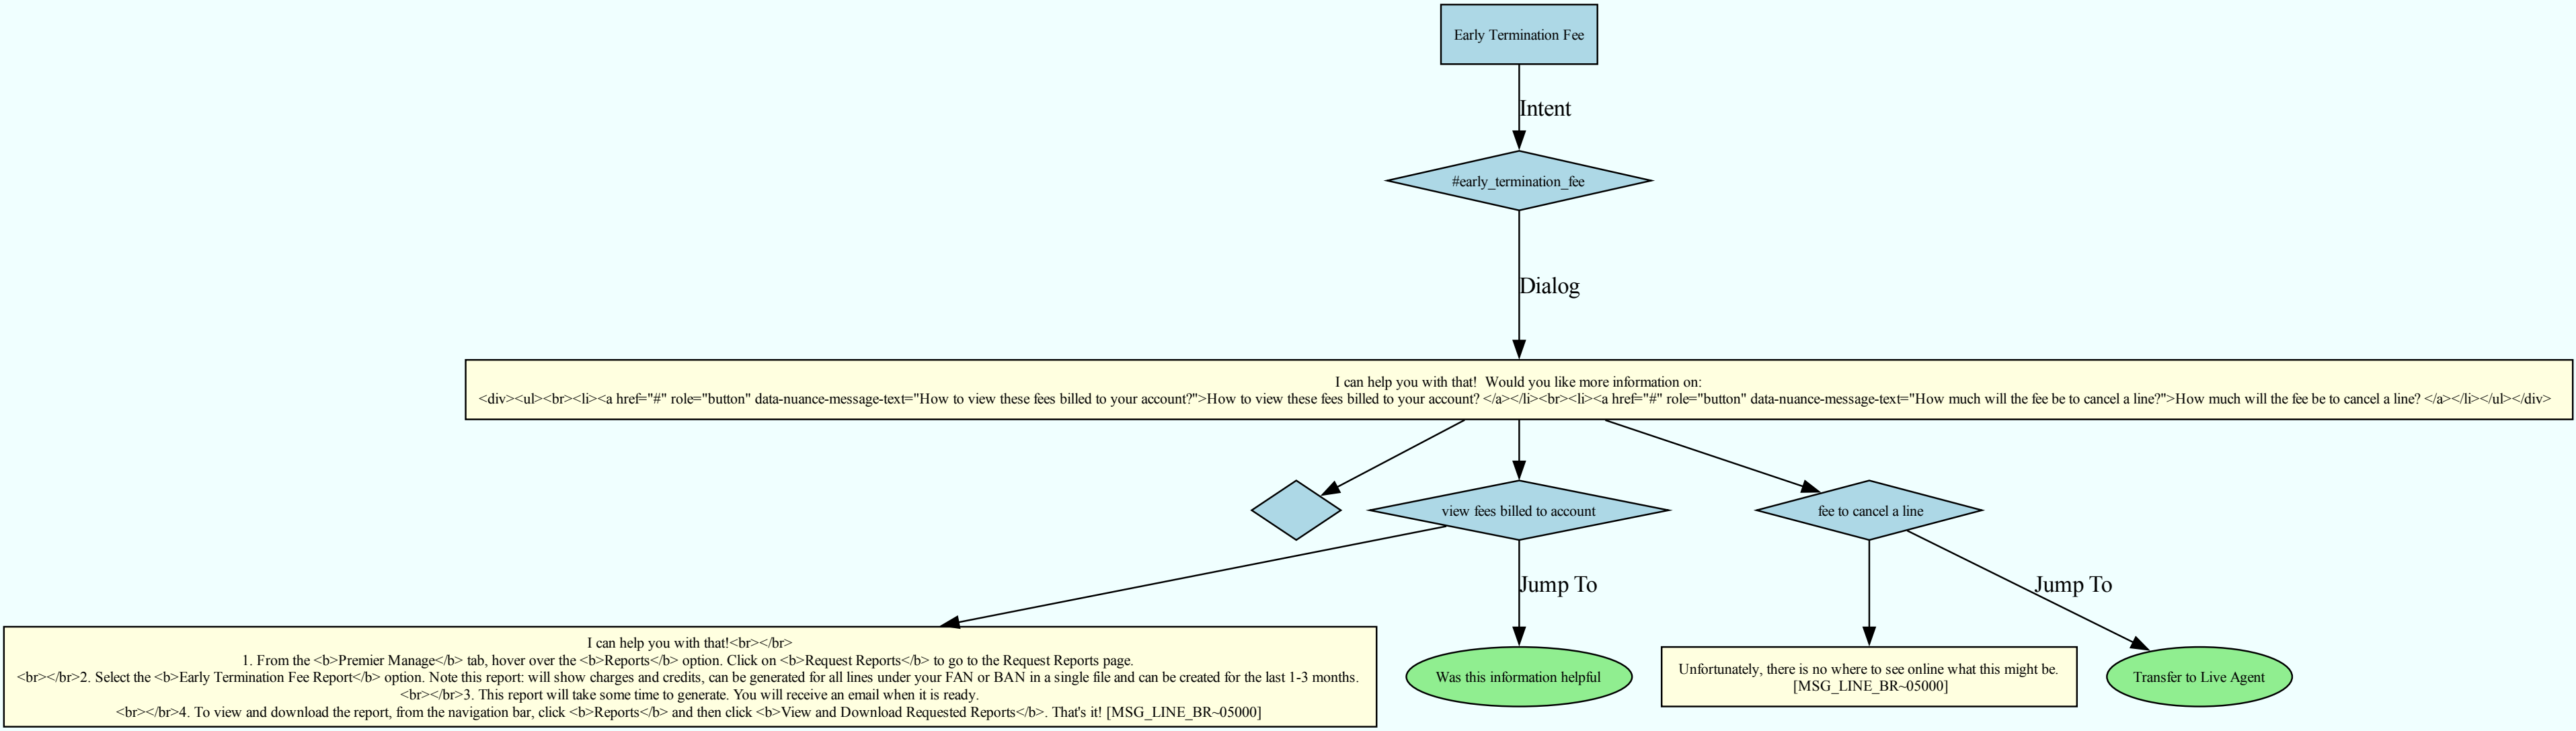 Early Termination Fee
Intent
#early_termination_fee
Dialog
I can help you with that!  Would you like more information on:
<div><ul><br><li><a href="#" role="button" data-nuance-message-text="How to view these fees billed to your account?">How to view these fees billed to your account? </a></li><br><li><a href="#" role="button" data-nuance-message-text="How much will the fee be to cancel a line?">How much will the fee be to cancel a line? </a></li></ul></div>
view fees billed to account
fee to cancel a line
Jump To
Jump To
I can help you with that!<br></br>
1. From the <b>Premier Manage</b> tab, hover over the <b>Reports</b> option. Click on <b>Request Reports</b> to go to the Request Reports page.
<br></br>2. Select the <b>Early Termination Fee Report</b> option. Note this report: will show charges and credits, can be generated for all lines under your FAN or BAN in a single file and can be created for the last 1-3 months.
<br></br>3. This report will take some time to generate. You will receive an email when it is ready.
<br></br>4. To view and download the report, from the navigation bar, click <b>Reports</b> and then click <b>View and Download Requested Reports</b>. That's it! [MSG_LINE_BR~05000]
Was this information helpful
Unfortunately, there is no where to see online what this might be.
[MSG_LINE_BR~05000]
Transfer to Live Agent